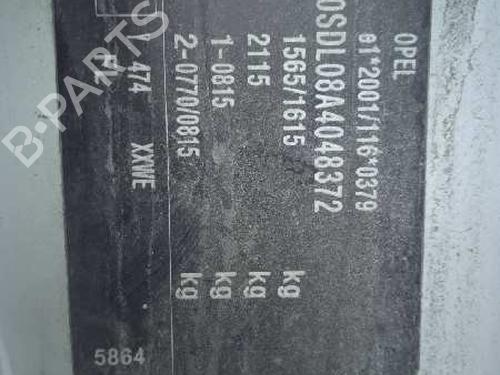 OPEL
e1*2001/116*0379
0SDL08A4048372
1565/1615 kg
2115 kg
1-0815 kg
2-0770/0815 kg
474 XXWE
5864
B-PARTS